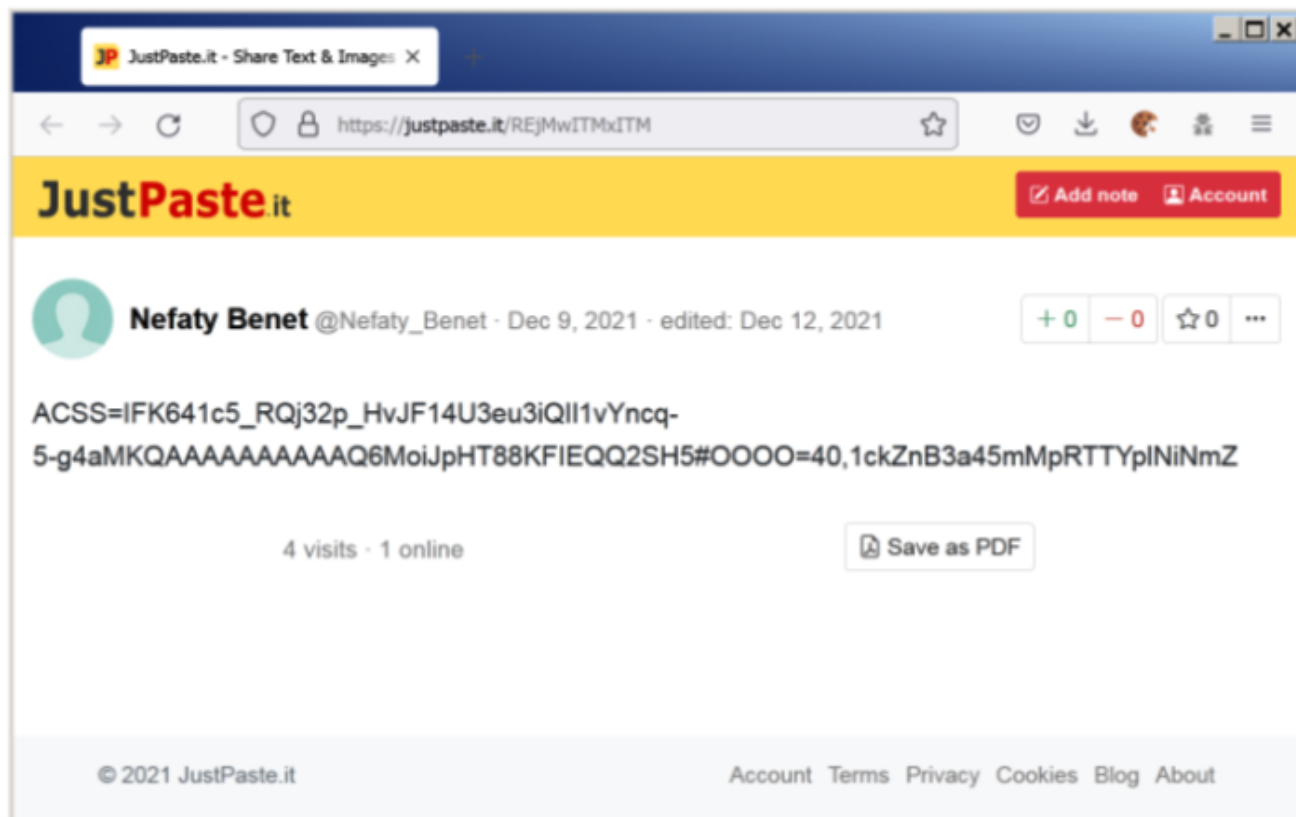 JustPaste.it - Share Text & Images
https://justpaste.it/REjMwITMxITM
JustPaste.it
Add note Account
Nefaty Benet @Nefaty_Benet · Dec 9, 2021 · edited: Dec 12, 2021
+ 0 − 0 0 ...
ACSS=IFK641c5_RQj32p_HvJF14U3eu3iQIl1vYncq-
5-g4aMKQAAAAAAAAAAQ6MoiJpHT88KFIEQQ2SH5#OOOO=40,1ckZnB3a45mMpRTTYplNiNmZ
4 visits · 1 online
Save as PDF
© 2021 JustPaste.it
Account Terms Privacy Cookies Blog About